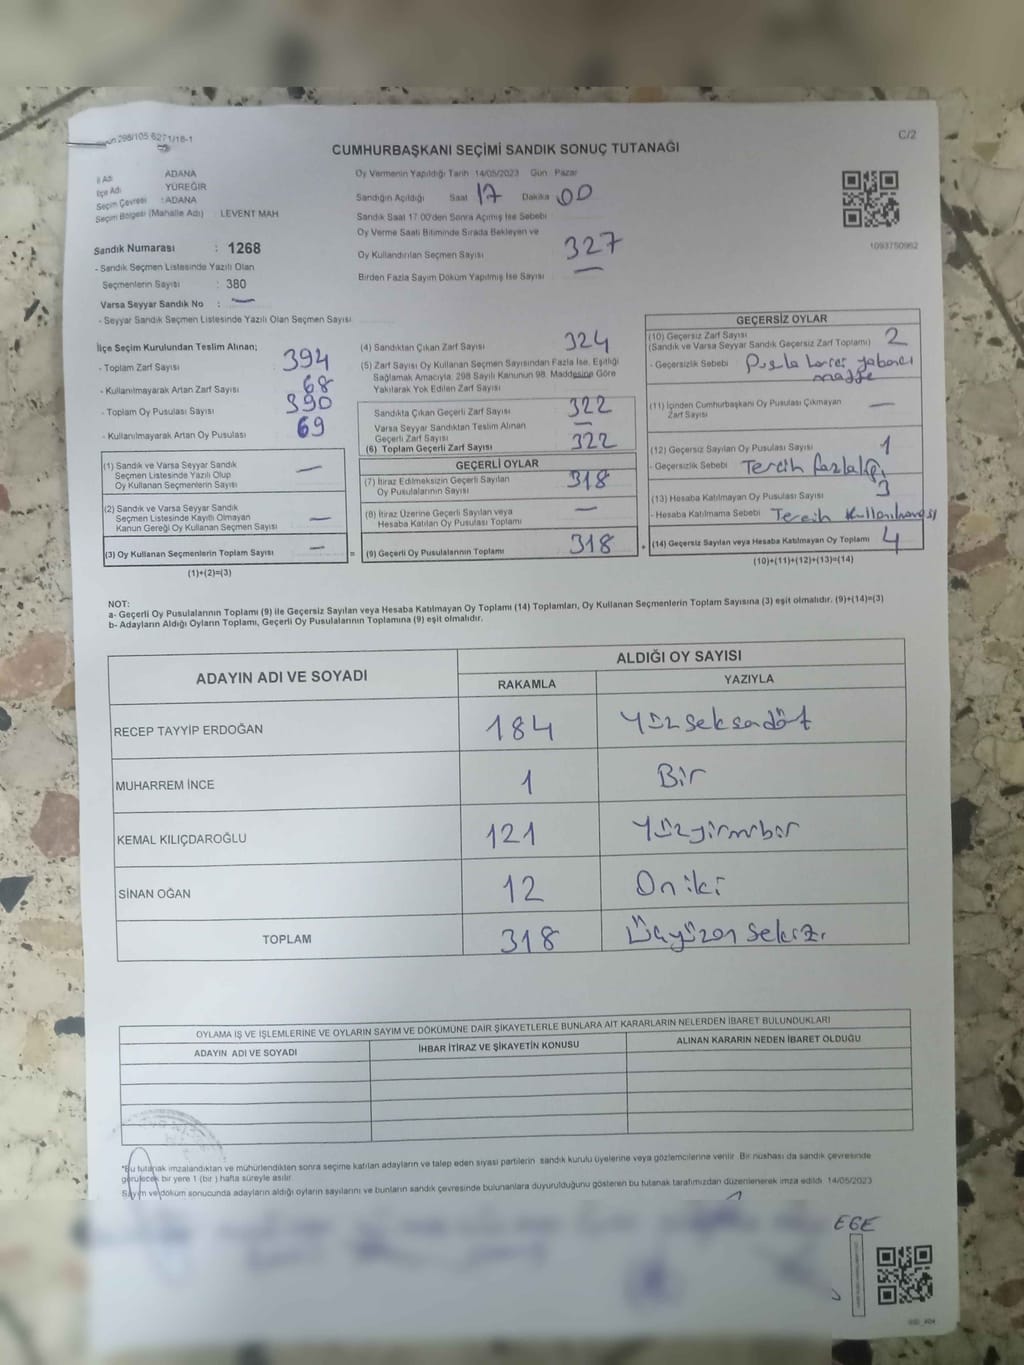 C/2
CUMHURBAŞKANI SEÇİMİ SANDIK SONUÇ TUTANAĞI
İl Adı ADANA
İlçe Adı YÜREĞİR
Seçim Çevresi : ADANA
Seçim Bölgesi (Mahalle Adı) : LEVENT MAH
Sandık Numarası : 1268
- Sandık Seçmen Listesinde Yazılı Olan
Seçmenlerin Sayısı : 380
Varsa Seyyar Sandık No : —
- Seyyar Sandık Seçmen Listesinde Yazılı Olan Seçmen Sayısı
Oy Vermenin Yapıldığı Tarih 14/05/2023 Gün Pazar
Sandığın Açıldığı Saat 17 Dakika 00
Sandık Saat 17.00'den Sonra Açılmış İse Sebebi
Oy Verme Saati Bitiminde Sırada Bekleyen ve
Oy Kullandırılan Seçmen Sayısı 327
Birden Fazla Sayım Döküm Yapılmış İse Sayısı —
1093750952
İlçe Seçim Kurulundan Teslim Alınan;
- Toplam Zarf Sayısı 394
- Kullanılmayarak Artan Zarf Sayısı 68
- Toplam Oy Pusulası Sayısı 390
- Kullanılmayarak Artan Oy Pusulası 69
(1) Sandık ve Varsa Seyyar Sandık
Seçmen Listesinde Yazılı Olup
Oy Kullanan Seçmenlerin Sayısı —
(2) Sandık ve Varsa Seyyar Sandık
Seçmen Listesinde Kayıtlı Olmayan
Kanun Gereği Oy Kullanan Seçmen Sayısı —
(3) Oy Kullanan Seçmenlerin Toplam Sayısı —
(1)+(2)=(3)
(4) Sandıktan Çıkan Zarf Sayısı 324
(5) Zarf Sayısı Oy Kullanan Seçmen Sayısından Fazla İse, Eşitliği
Sağlamak Amacıyla; 298 Sayılı Kanunun 98. Maddesine Göre
Yakılarak Yok Edilen Zarf Sayısı —
Sandıkta Çıkan Geçerli Zarf Sayısı 322
Varsa Seyyar Sandıktan Teslim Alınan
Geçerli Zarf Sayısı —
(6) Toplam Geçerli Zarf Sayısı 322
GEÇERLİ OYLAR
(7) İtiraz Edilmeksizin Geçerli Sayılan
Oy Pusulalarının Sayısı 318
(8) İtiraz Üzerine Geçerli Sayılan veya
Hesaba Katılan Oy Pusulası Toplamı —
= (9) Geçerli Oy Pusulalarının Toplamı 318
GEÇERSİZ OYLAR
(10) Geçersiz Zarf Sayısı
(Sandık ve Varsa Seyyar Sandık Geçersiz Zarf Toplamı) 2
- Geçersizlik Sebebi Pusula harici yabancı
madde
(11) İçinden Cumhurbaşkanı Oy Pusulası Çıkmayan
Zarf Sayısı —
(12) Geçersiz Sayılan Oy Pusulası Sayısı 1
- Geçersizlik Sebebi Tercih fazlalığı
(13) Hesaba Katılmayan Oy Pusulası Sayısı 3
- Hesaba Katılmama Sebebi Tercih Kullanılmayışı
+ (14) Geçersiz Sayılan veya Hesaba Katılmayan Oy Toplamı 4
(10)+(11)+(12)+(13)=(14)
NOT:
a- Geçerli Oy Pusulalarının Toplamı (9) ile Geçersiz Sayılan veya Hesaba Katılmayan Oy Toplamı (14) Toplamları, Oy Kullanan Seçmenlerin Toplam Sayısına (3) eşit olmalıdır. (9)+(14)=(3)
b- Adayların Aldığı Oyların Toplamı, Geçerli Oy Pusulalarının Toplamına (9) eşit olmalıdır.
ADAYIN ADI VE SOYADI ALDIĞI OY SAYISI
RAKAMLA YAZIYLA
RECEP TAYYİP ERDOĞAN 184 Yüzseksadöt
MUHARREM İNCE 1 Bir
KEMAL KILIÇDAROĞLU 121 Yüzyirmibir
SİNAN OĞAN 12 Oniki
TOPLAM 318 Üçyüzon sekiz
OYLAMA İŞ VE İŞLEMLERİNE VE OYLARIN SAYIM VE DÖKÜMÜNE DAİR ŞİKAYETLERLE BUNLARA AİT KARARLARIN NELERDEN İBARET BULUNDUKLARI
ADAYIN ADI VE SOYADI İHBAR İTİRAZ VE ŞİKAYETİN KONUSU ALINAN KARARIN NEDEN İBARET OLDUĞU
"Bu tutanak imzalandıktan ve mühürlendikten sonra seçime katılan adayların ve talep eden siyasi partilerin sandık kurulu üyelerine veya gözlemcilerine verilir. Bir nüshası da sandık çevresinde
görülecek bir yere 1 (bir) hafta süreyle asılır.
Sayım ve döküm sonucunda adayların aldığı oyların sayılarını ve bunların sandık çevresinde bulunanlara duyurulduğunu gösteren bu tutanak tarafımızdan düzenlenerek imza edildi. 14/05/2023
EGE